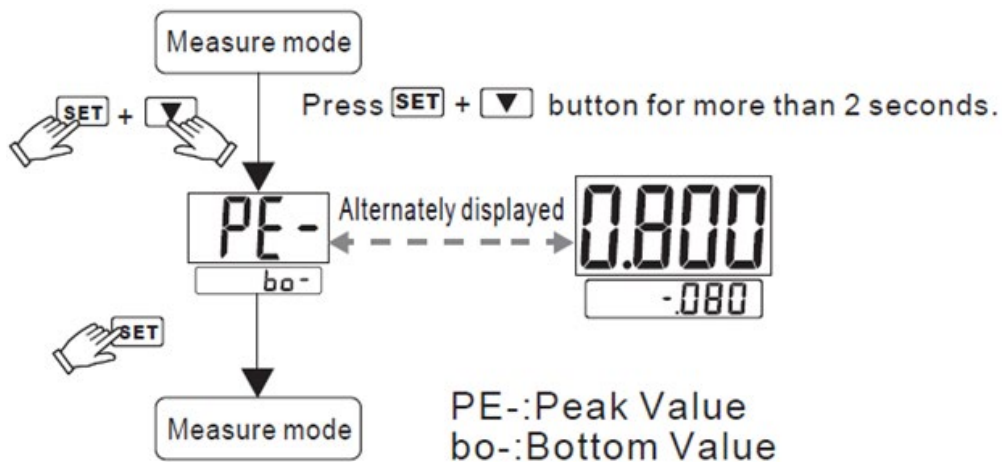 Measure mode
SET + ▼
Press SET + ▼ button for more than 2 seconds.
PE-
Alternately displayed
0.800
bo-
-.080
SET
Measure mode
PE-:Peak Value
bo-:Bottom Value